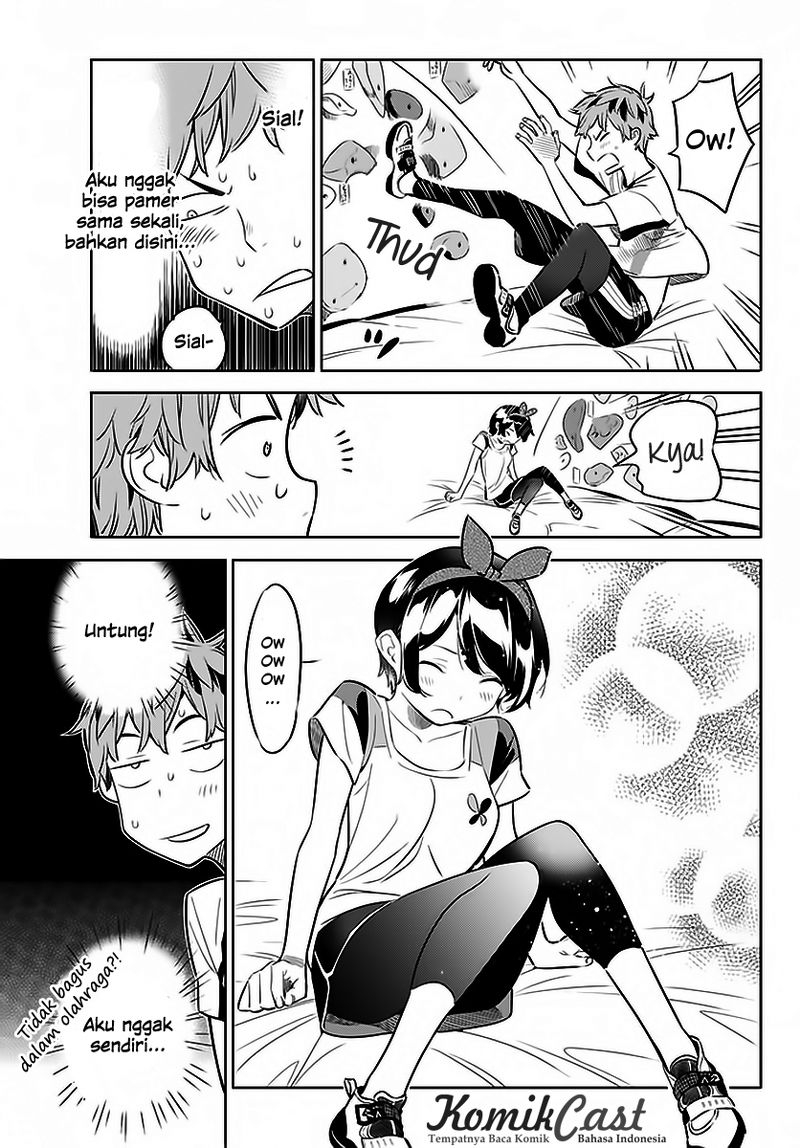 Ow!
Thud
Sial!
Aku nggak
bisa pamer
sama sekali,
bahkan disini...
Sial-
Kya!
Ow
Ow
Ow
...
Untung!
Tidak bagus
dalam olahraga?!
Aku nggak
sendiri...
KomikCast
Tempatnya Baca Komik Bahasa Indonesia